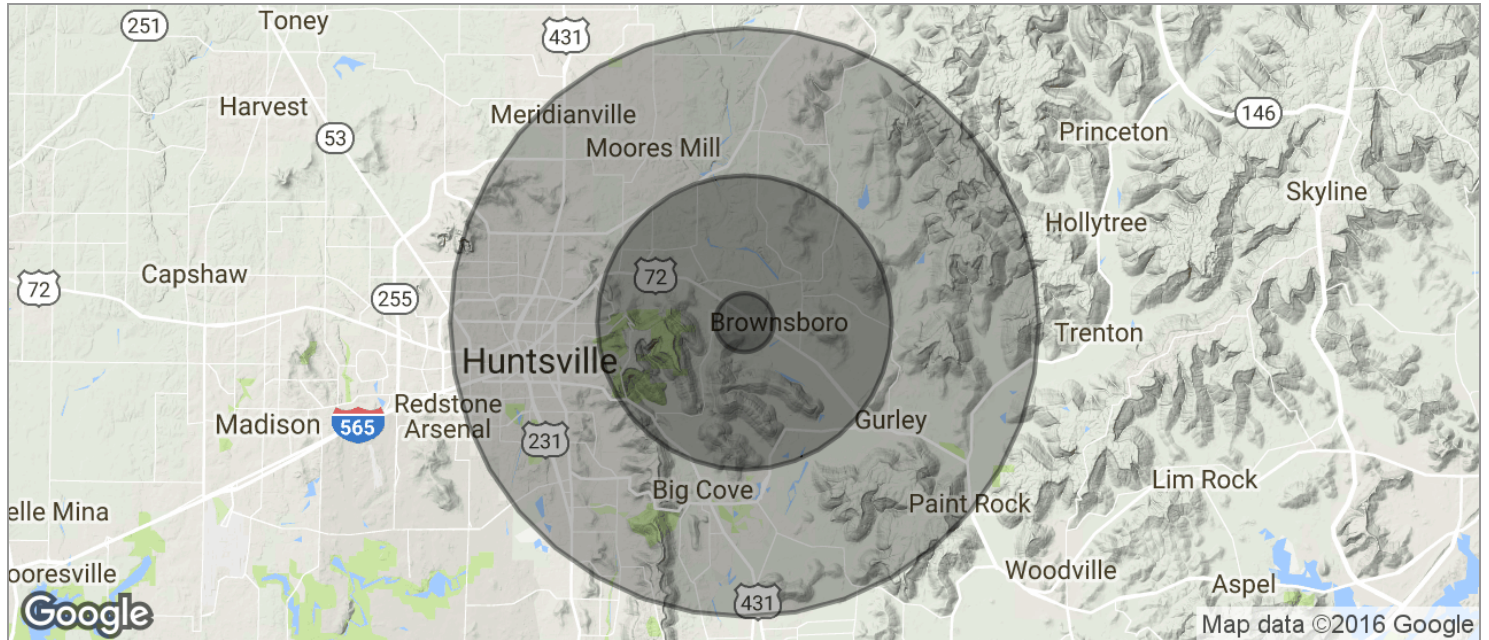 251
Toney
431
Harvest
Meridianville
53
Moores Mill
146
Princeton
Skyline
Hollytree
72
Capshaw
72
255
Brownsboro
Trenton
Huntsville
Madison
565
Redstone
Arsenal
231
Gurley
Big Cove
Lim Rock
Paint Rock
elle Mina
ooresville
Woodville
Aspel
431
Google
Map data ©2016 Google